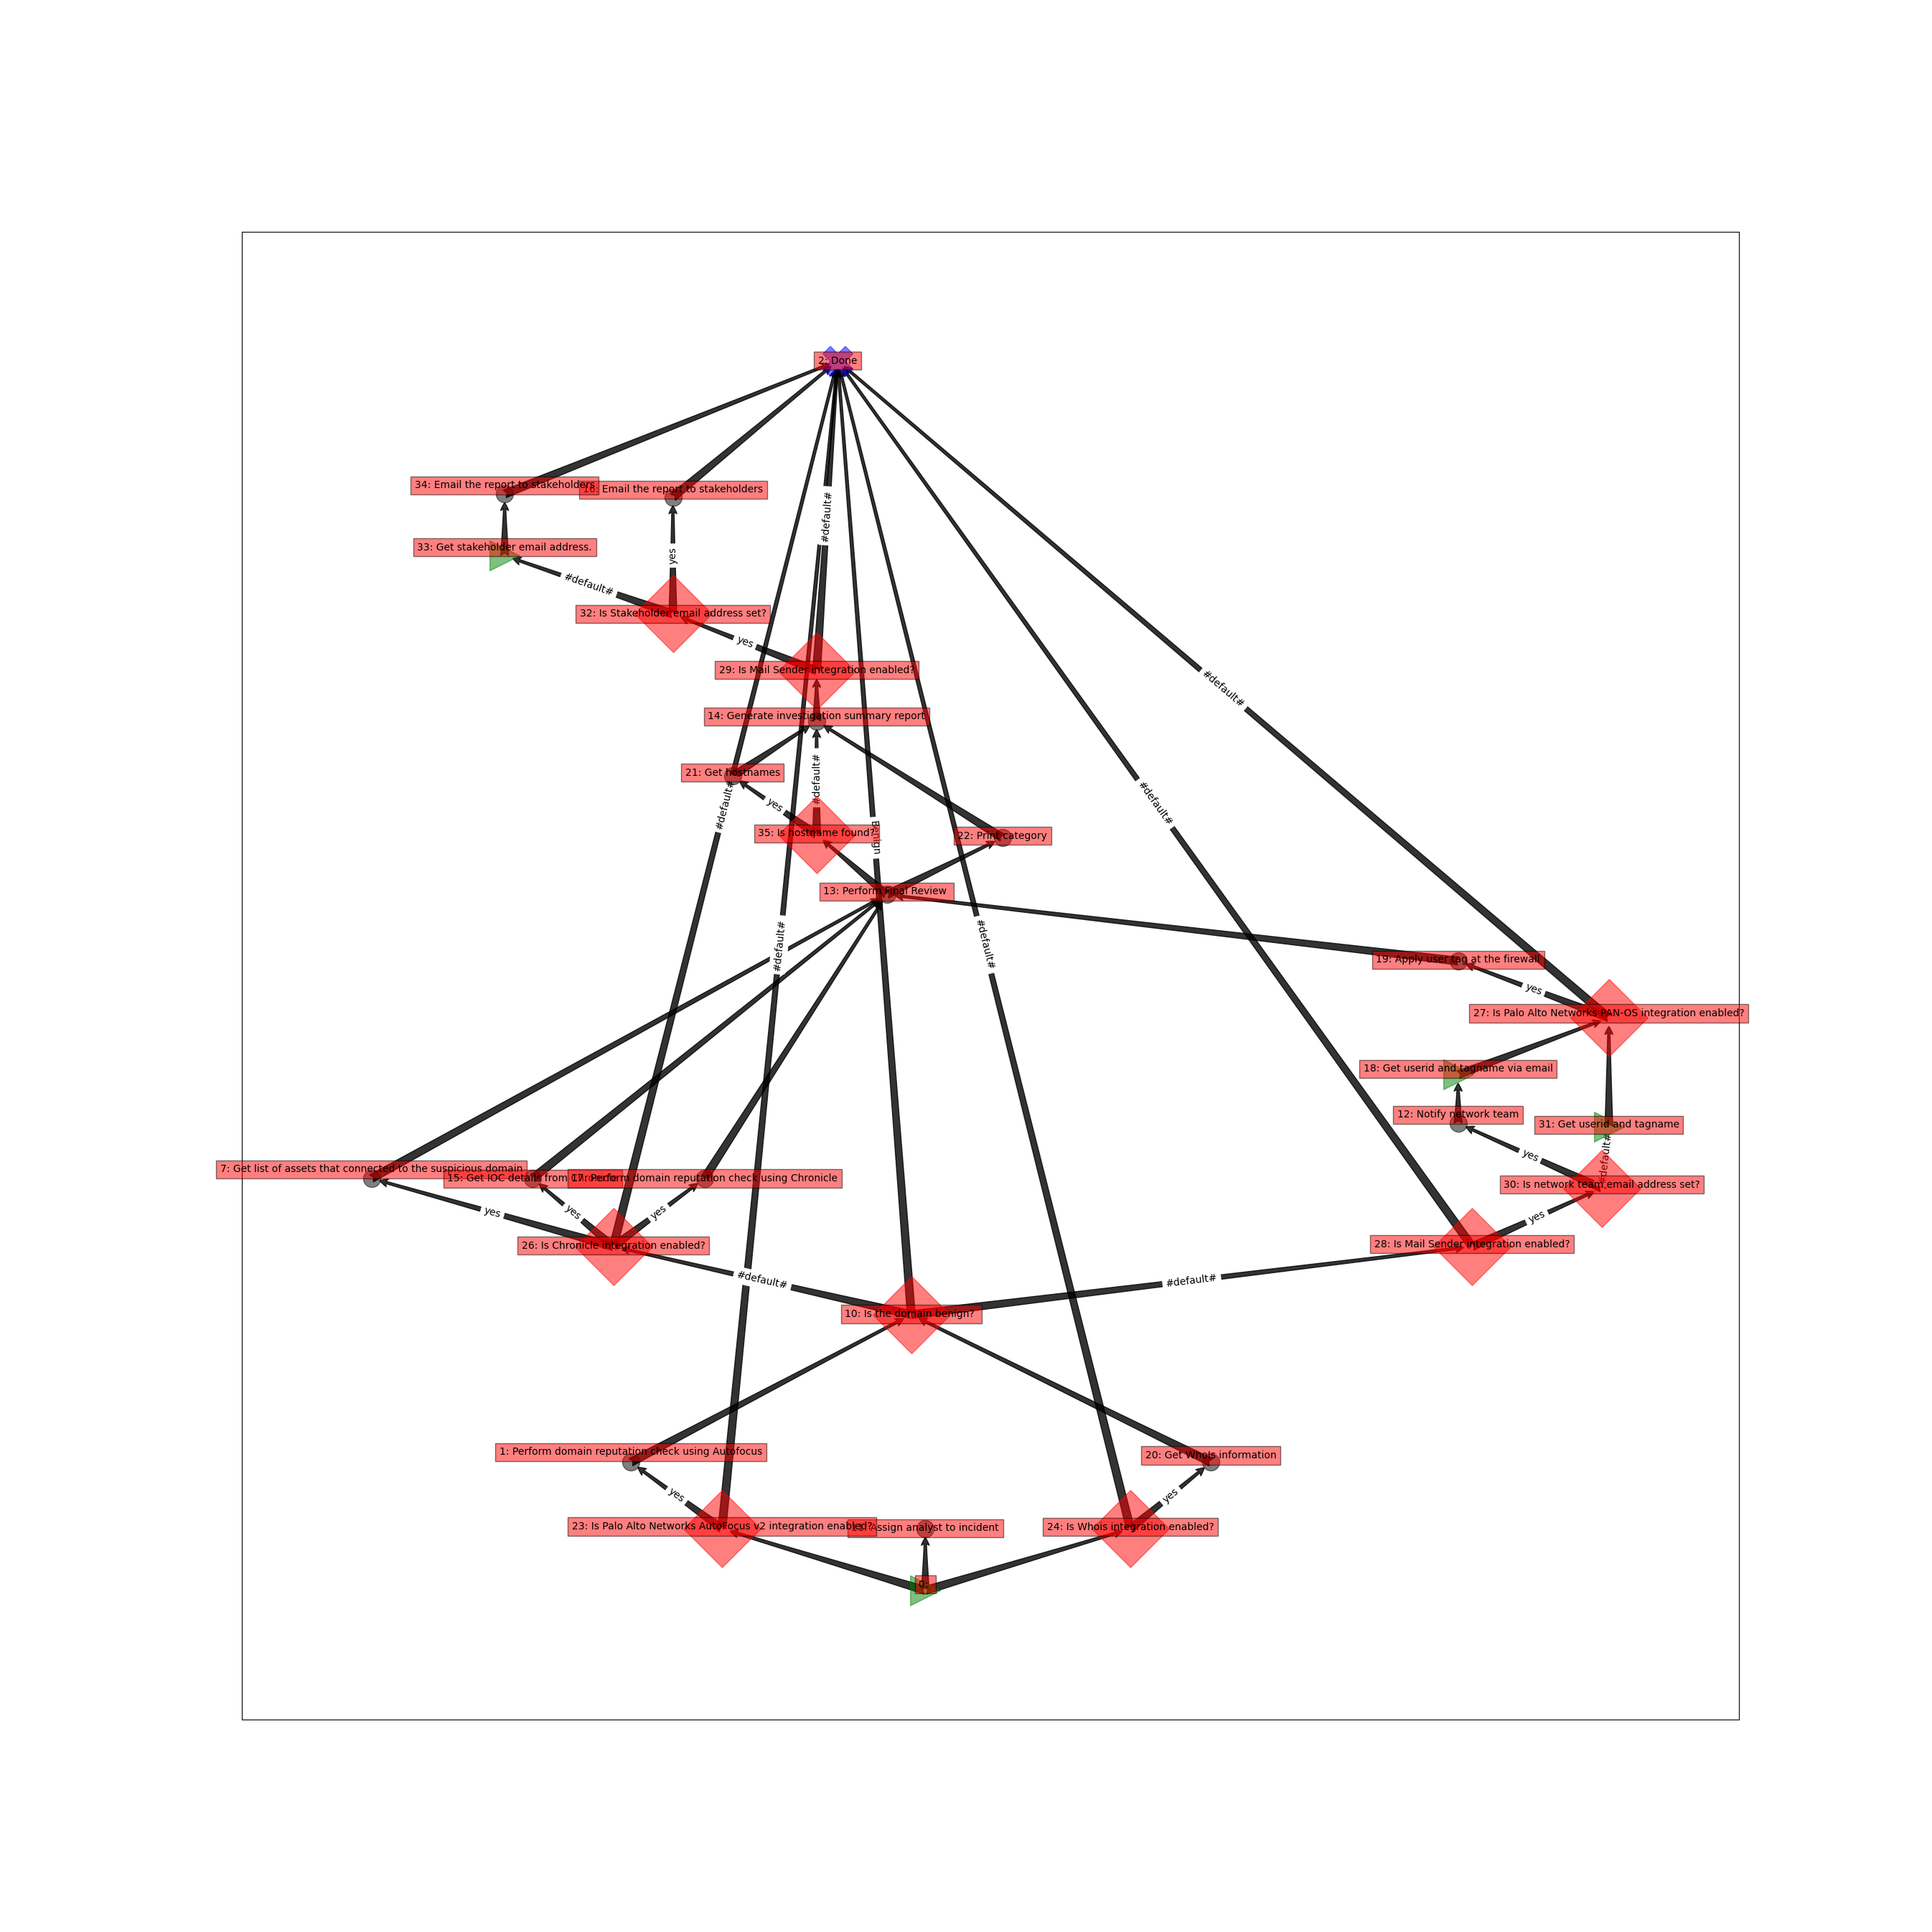 2: Done
34: Email the report to stakeholders
Email the report to stakeholders
#default#
33: Get stakeholder email address.
yes
#default#
32: Is Stakeholder email address set?
yes
29: Is Mail Sender integration enabled?
#default#
14: Generate investigation summary report
21: Get hostnames
#default#
#default#
yes
#default#
35: Is hostname found?
Benign
22: Print category
13: Perform Final Review
#default#
#default#
19: Apply user tag at the firewall
yes
27: Is Palo Alto Networks PAN-OS integration enabled?
18: Get userid and tagname via email
12: Notify network team
31: Get userid and tagname
yes
#default#
7: Get list of assets that connected to the suspicious domain
15: Get IOC details from
17: Perform domain reputation check using Chronicle
30: Is network team email address set?
yes
yes
yes
yes
26: Is Chronicle integration enabled?
28: Is Mail Sender integration enabled?
#default#
#default#
10: Is the domain benign?
1: Perform domain reputation check using Autofocus
20: Get WhoIs information
yes
yes
23: Is Palo Alto Networks AutoFocus v2 integration enabled?
Assign analyst to incident
24: Is Whois integration enabled?
0: